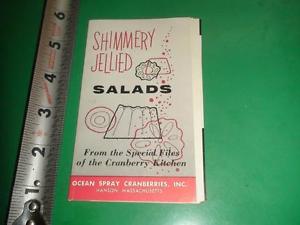 SHIMMERY
JELLIED
SALADS
From the Special Files
of the Cranberry Kitchen
OCEAN SPRAY CRANBERRIES, INC.
HANSON, MASSACHUSETTS
6
5
4
3
2
1